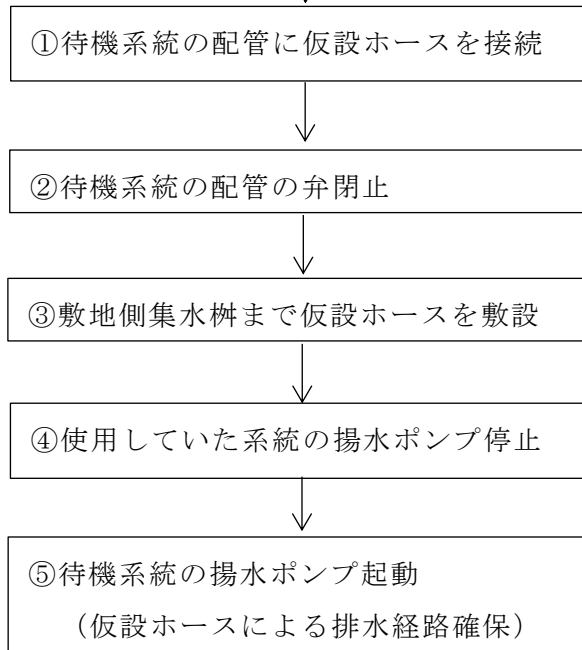 ①待機系統の配管に仮設ホースを接続
②待機系統の配管の弁閉止
③敷地側集水桝まで仮設ホースを敷設
④使用していた系統の揚水ポンプ停止
⑤待機系統の揚水ポンプ起動
（仮設ホースによる排水経路確保）